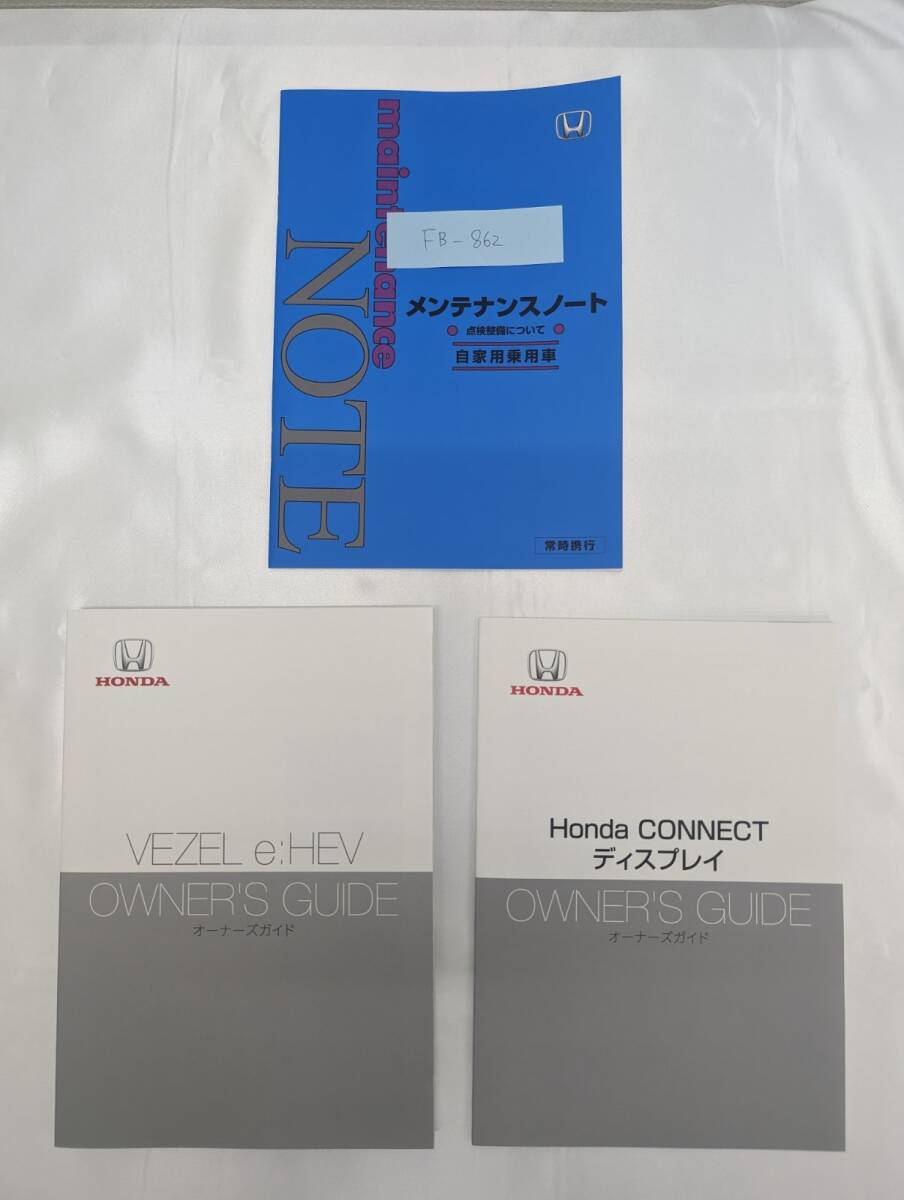 maintenance
NOTE
FB-862
メンテナンスノート
点検整備について
自家用乗用車
常時携行
HONDA
VEZEL e:HEV
OWNER'S GUIDE
オーナーズガイド
HONDA
Honda CONNECT
ディスプレイ
OWNER'S GUIDE
オーナーズガイド